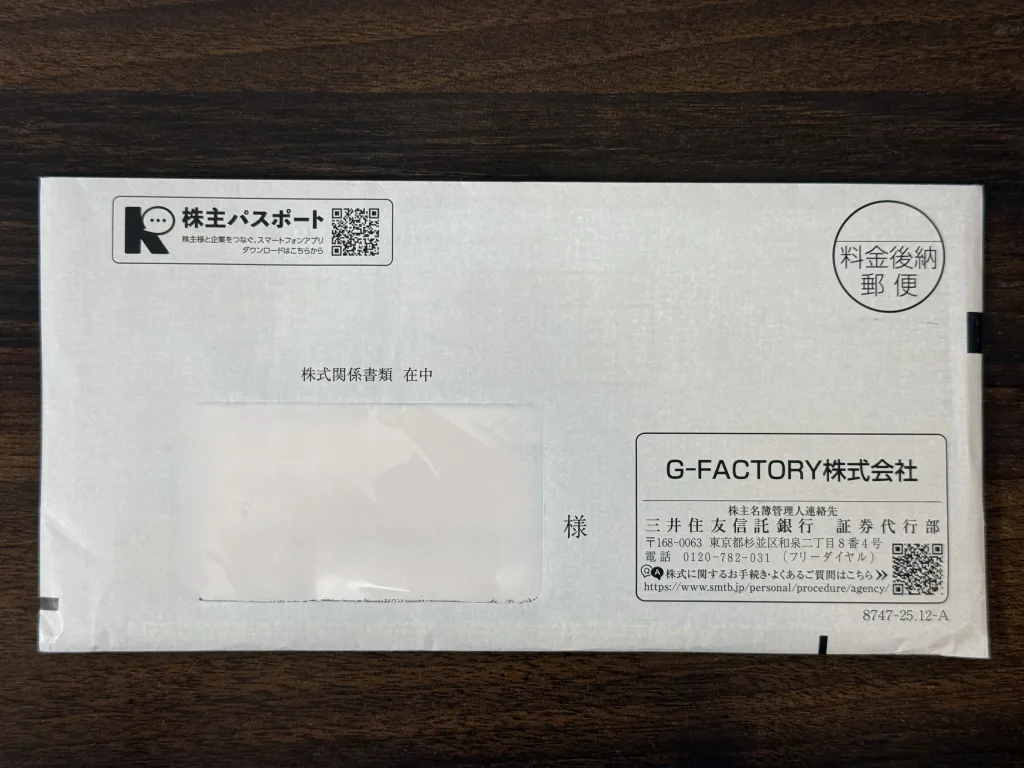 株主パスポート
株主様と企業をつなぐ、スマートフォンアプリ
ダウンロードはこちらから
料金後納
郵便
株式関係書類 在中
様
G-FACTORY株式会社
株主名簿管理人連絡先
三井住友信託銀行 証券代行部
〒168-0063 東京都杉並区和泉二丁目8番4号
電話 0120-782-031 (フリーダイヤル)
QA 株式に関するお手続き・よくあるご質問はこちら
https://www.smtb.jp/personal/procedure/agency/
8747-25.12-A